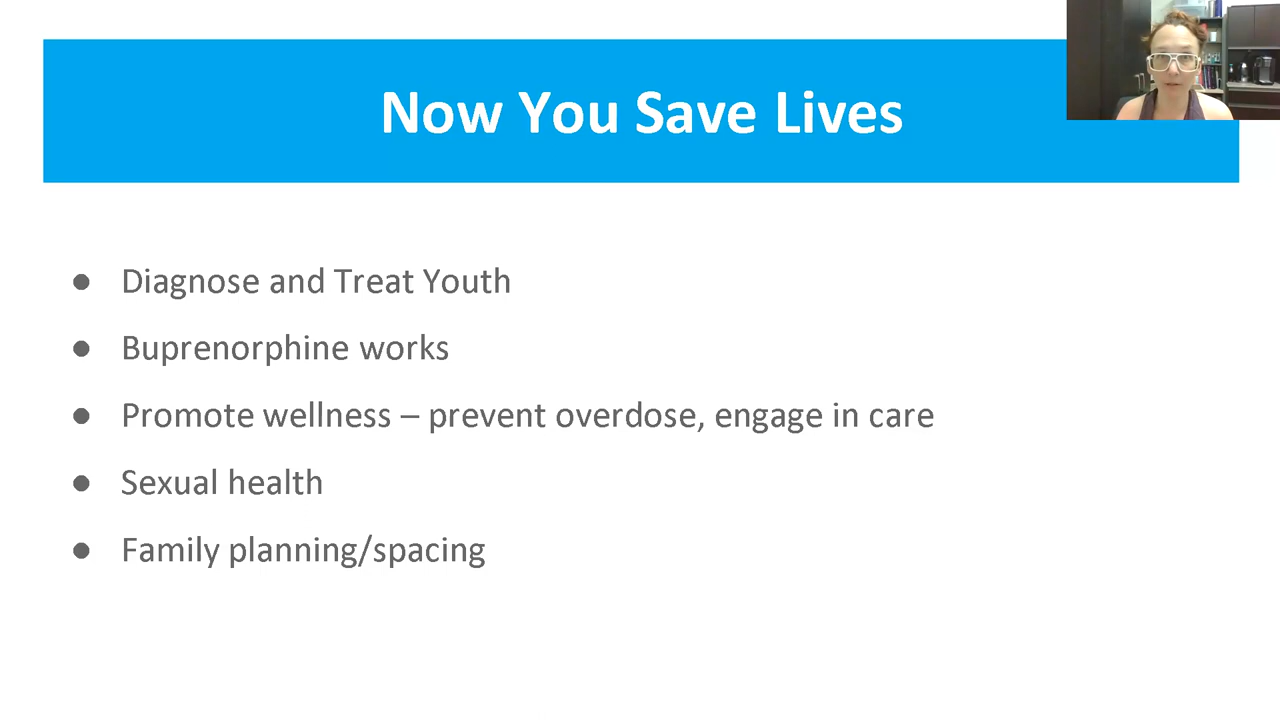 Now You Save Lives
● Diagnose and Treat Youth
● Buprenorphine works
● Promote wellness – prevent overdose, engage in care
● Sexual health
● Family planning/spacing